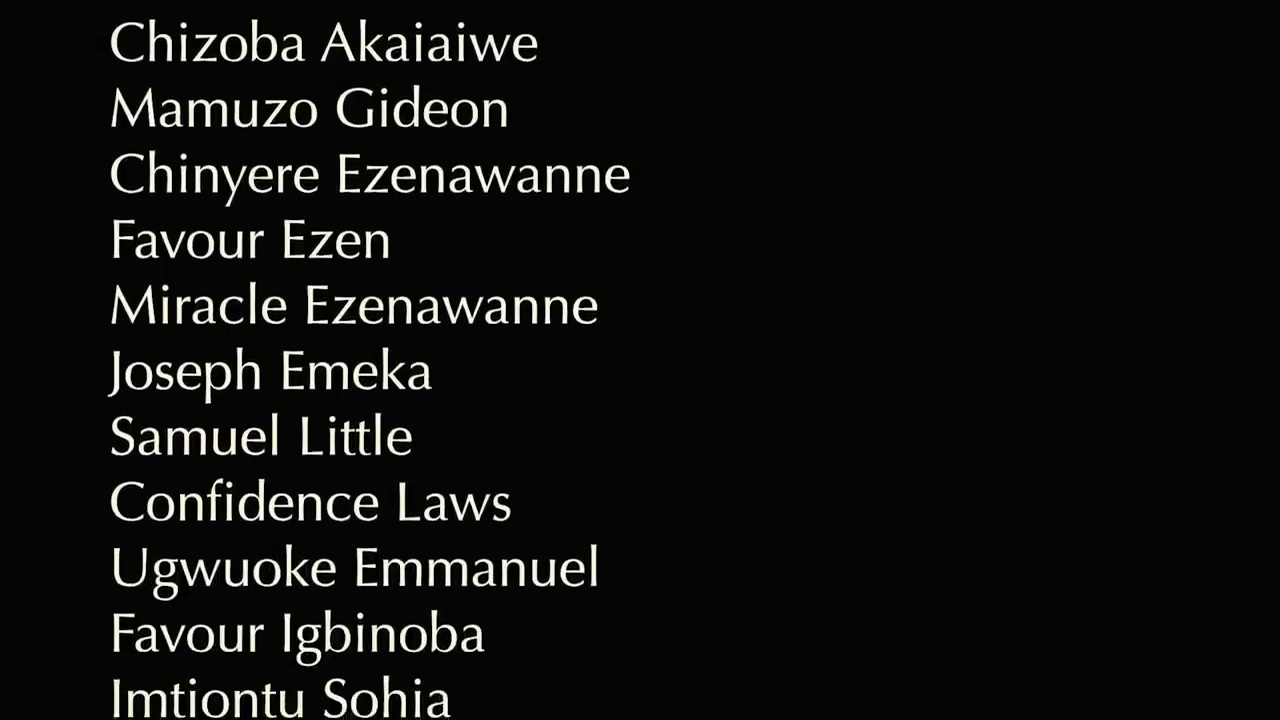 Chizoba Akaiaiwe
Mamuzo Gideon
Chinyere Ezenawanne
Favour Ezen
Miracle Ezenawanne
Joseph Emeka
Samuel Little
Confidence Laws
Ugwuoke Emmanuel
Favour Igbinoba
Imtiontu Sohia